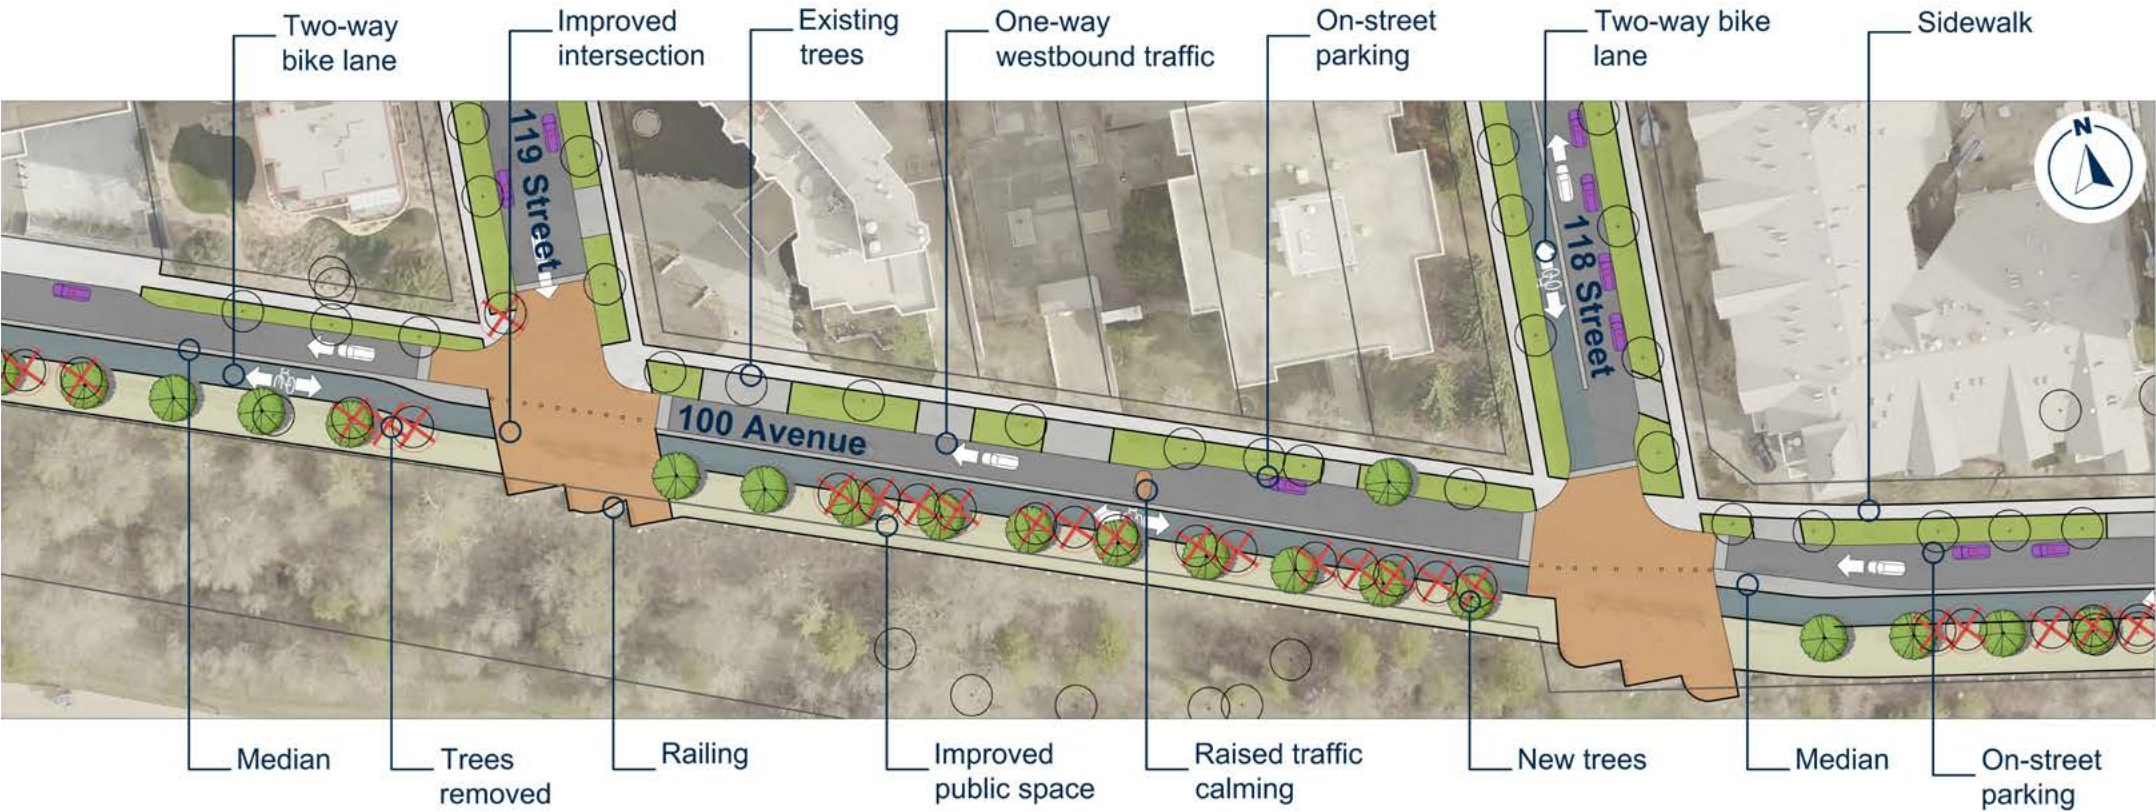 Two-way
bike lane
Improved
intersection
Existing
trees
One-way
westbound traffic
On-street
parking
Two-way bike
lane
Sidewalk
N
119 Street
118 Street
100 Avenue
Median
Trees
removed
Railing
Improved
public space
Raised traffic
calming
New trees
Median
On-street
parking